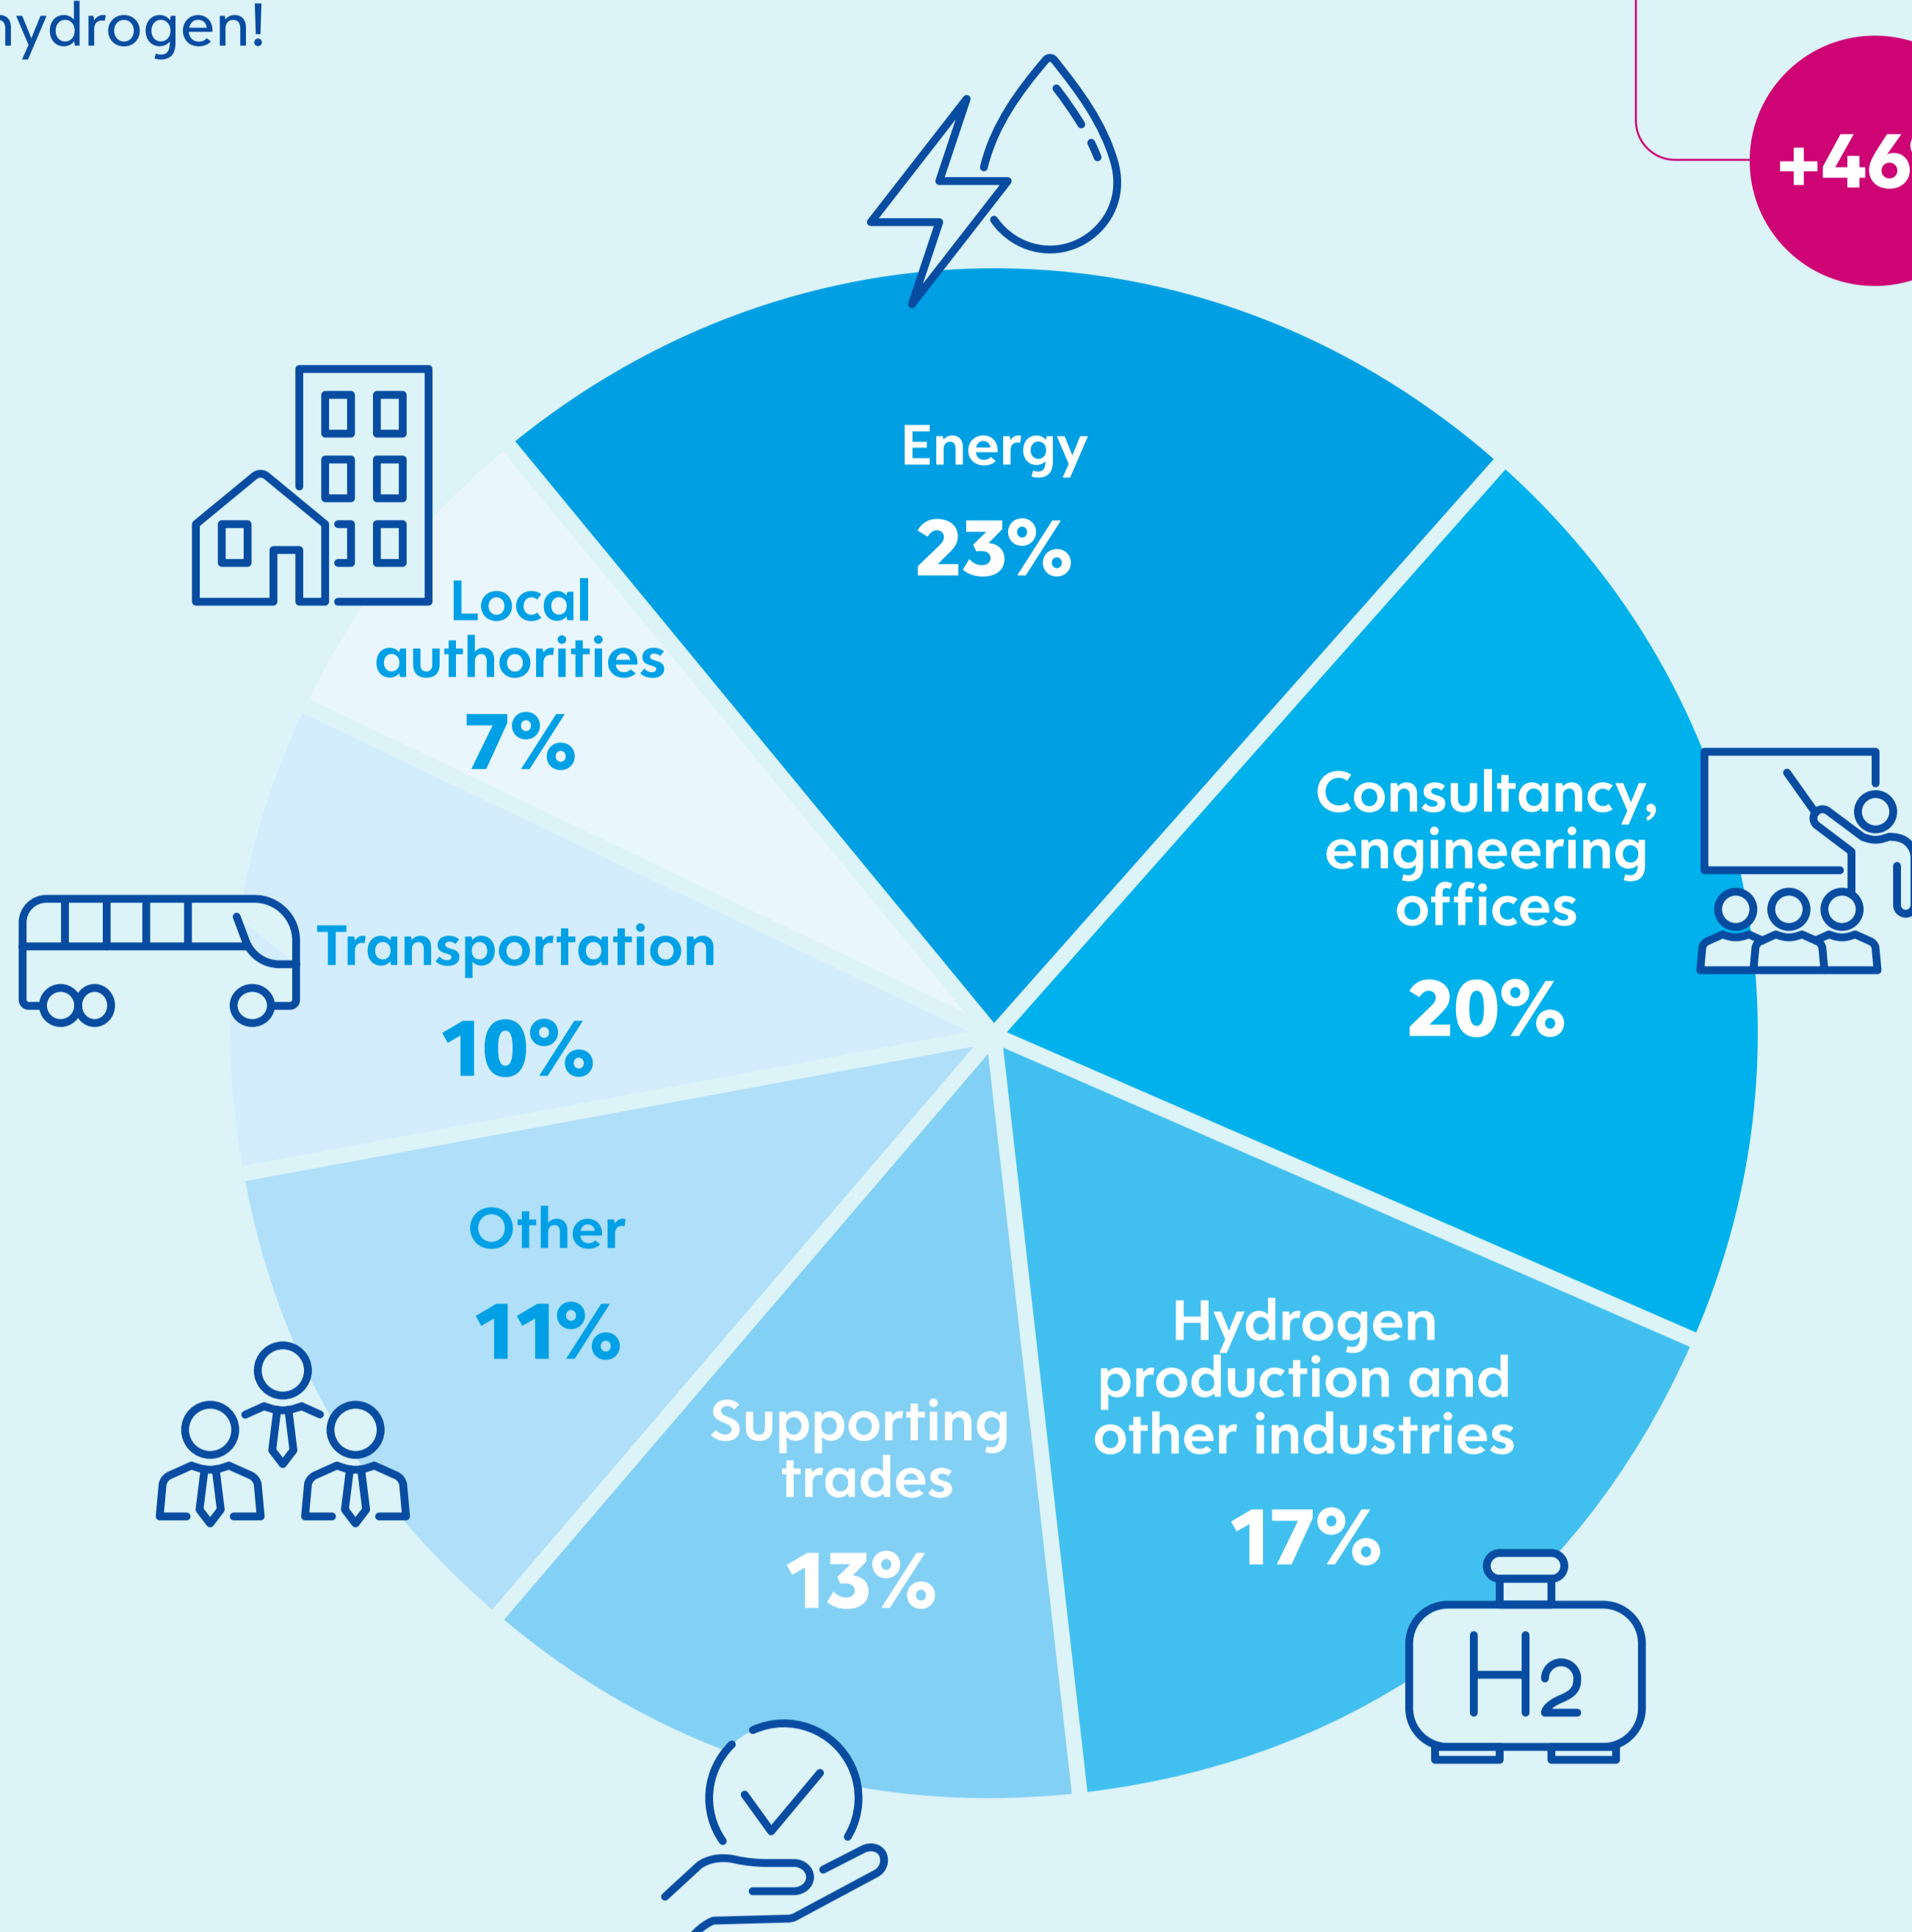 hydrogen!
+46
Energy
23%
Local
authorities
7%
Consultancy,
engineering
offices
20%
Transportation
10%
Other
11%
Hydrogen
production and
other industries
17%
Supporting
trades
13%
H2